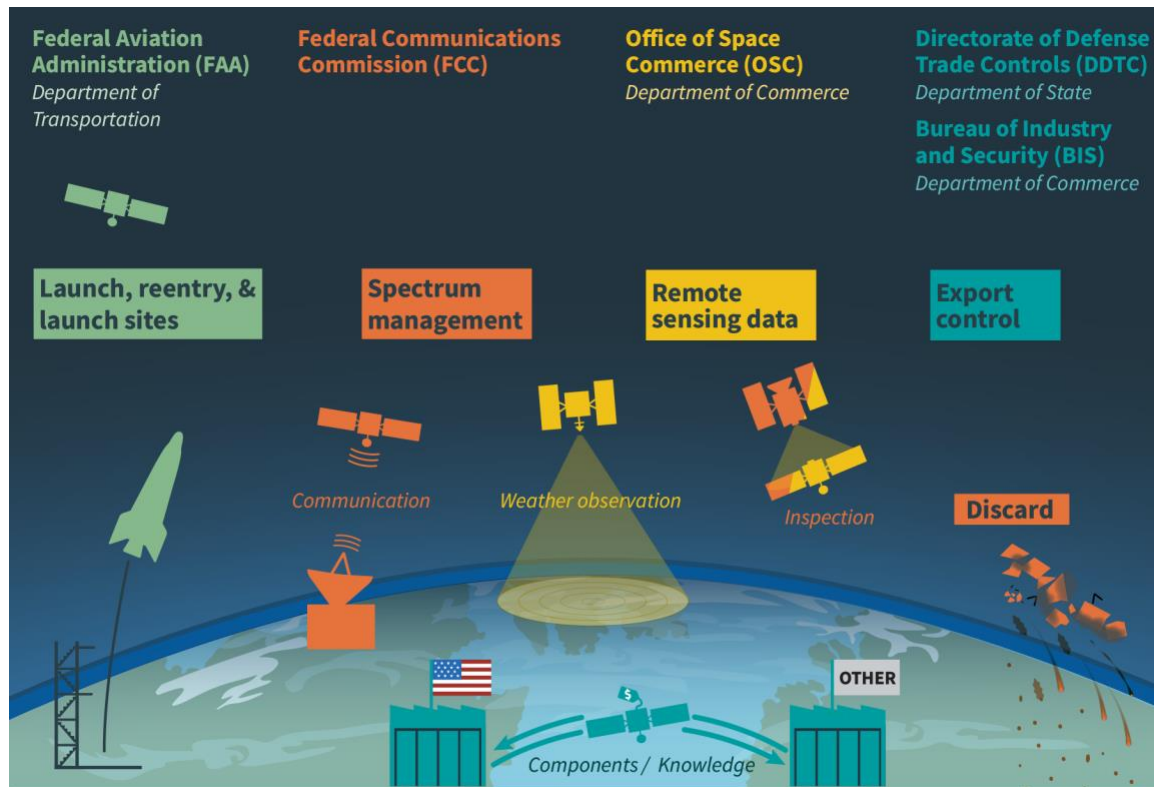 Federal Aviation
Administration (FAA)
Department of
Transportation
Federal Communications
Commission (FCC)
Office of Space
Commerce (OSC)
Department of Commerce
Directorate of Defense
Trade Controls (DDTC)
Department of State
Bureau of Industry
and Security (BIS)
Department of Commerce
Launch, reentry, &
launch sites
Spectrum
management
Remote
sensing data
Export
control
Communication
Weather observation
Inspection
Discard
OTHER
$
Components / Knowledge